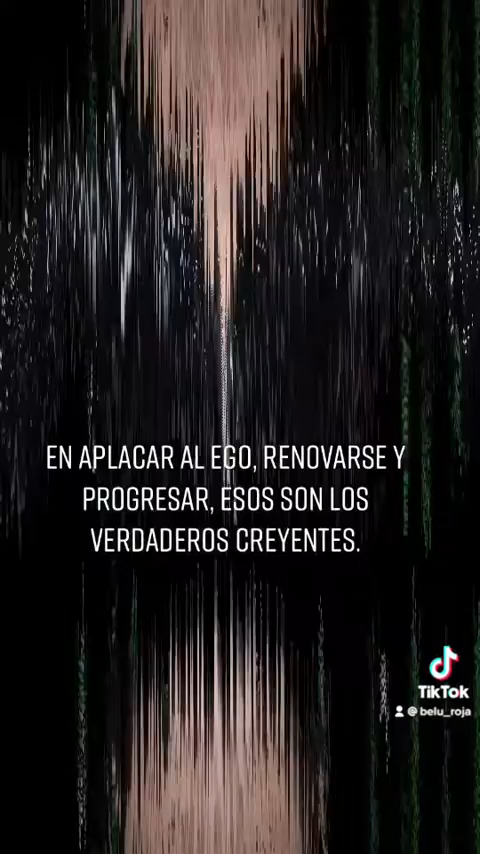 EN APLACAR AL EGO, RENOVARSE Y
PROGRESAR, ESOS SON LOS
VERDADEROS CREYENTES.
TikTok
@ belu_roja